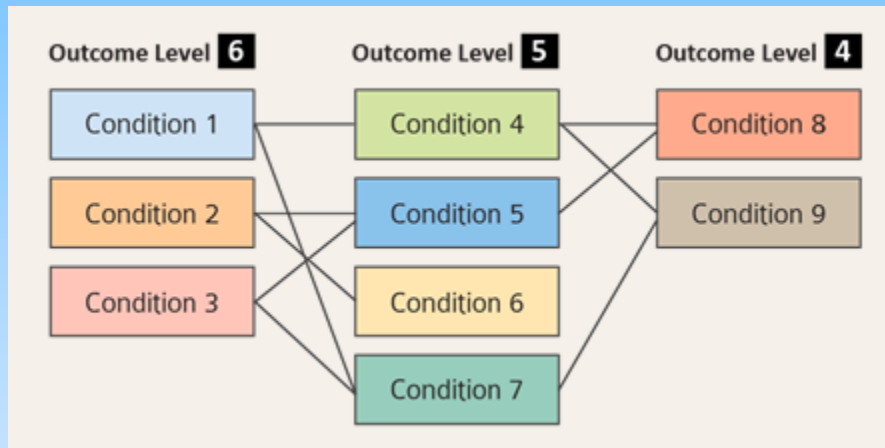 Outcome Level 6
Outcome Level 5
Outcome Level 4
Condition 1
Condition 4
Condition 8
Condition 2
Condition 5
Condition 9
Condition 3
Condition 6
Condition 7